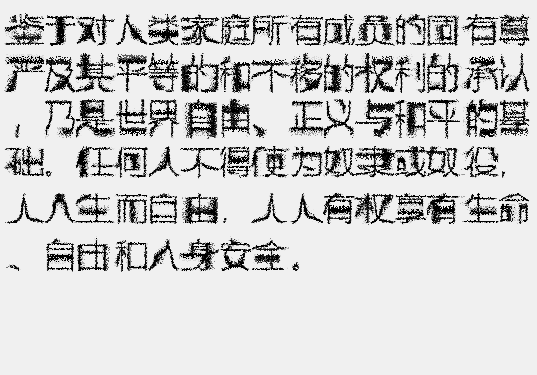 鉴于对人类家庭所有成员的固有尊
严及其平等的和不移的权利的承认
，乃是世界自由、正义与和平的基
础。任何人不得使为奴隶或奴役，
人人生而自由，人人有权享有生命
、自由和人身安全。